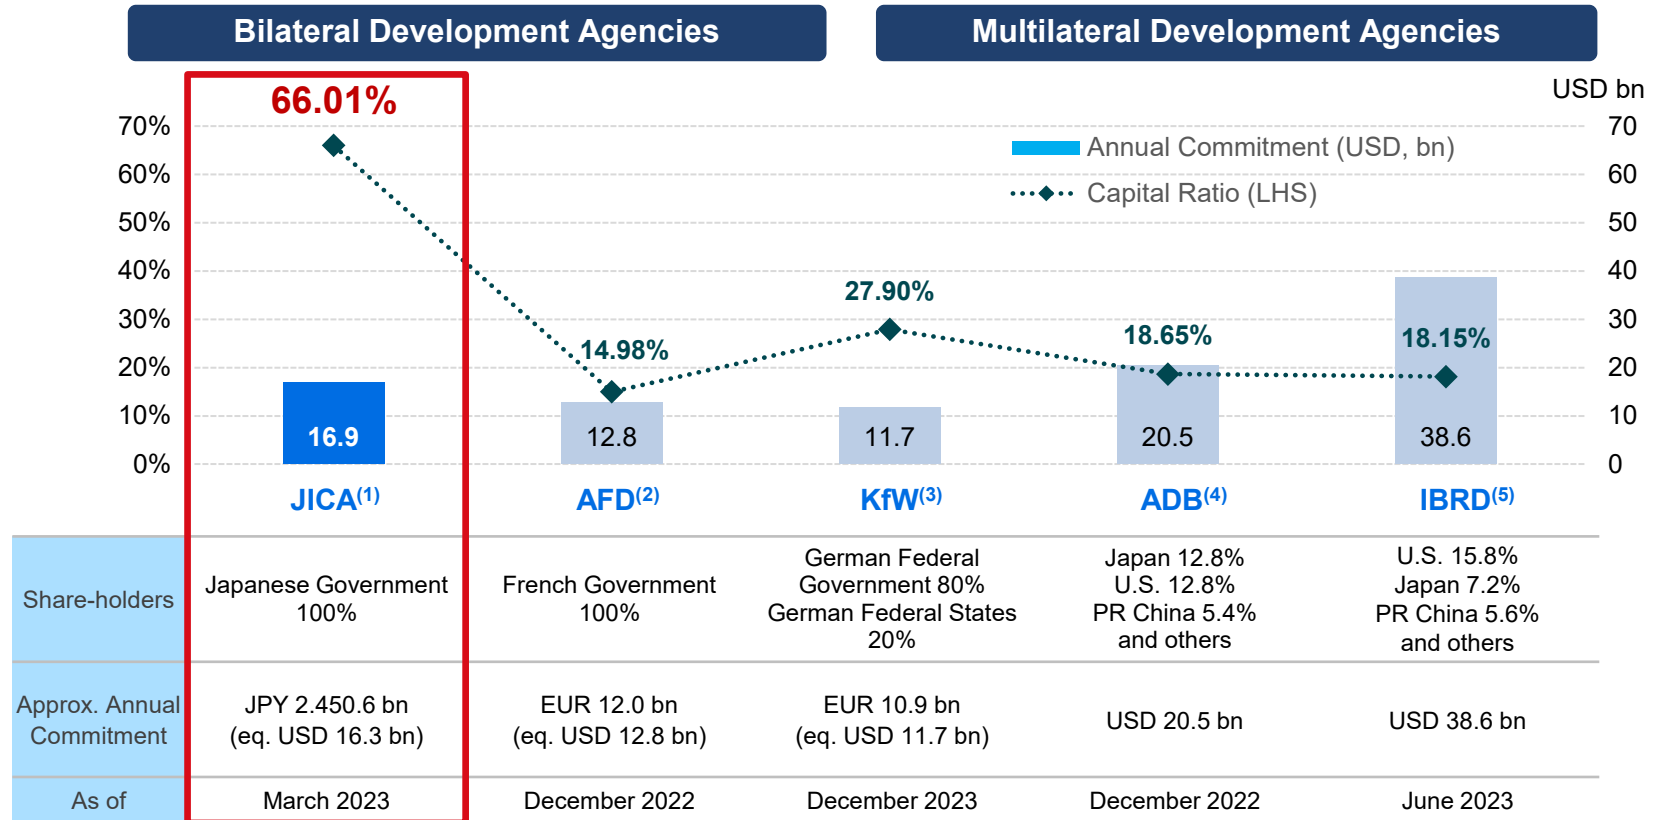 Bilateral Development Agencies
Multilateral Development Agencies
66.01%
USD bn
70%
60%
50%
40%
30%
20%
10%
0%
70
60
50
40
30
20
10
0
Annual Commitment (USD, bn)
Capital Ratio (LHS)
14.98%
27.90%
18.65%
18.15%
16.9
12.8
11.7
20.5
38.6
JICA(1)
AFD(2)
KfW(3)
ADB(4)
IBRD(5)
Share-holders
Japanese Government
100%
French Government
100%
German Federal
Government 80%
German Federal States
20%
Japan 12.8%
U.S. 12.8%
PR China 5.4%
and others
U.S. 15.8%
Japan 7.2%
PR China 5.6%
and others
Approx. Annual
Commitment
JPY 2.450.6 bn
(eq. USD 16.3 bn)
EUR 12.0 bn
(eq. USD 12.8 bn)
EUR 10.9 bn
(eq. USD 11.7 bn)
USD 20.5 bn
USD 38.6 bn
As of
March 2023
December 2022
December 2023
December 2022
June 2023